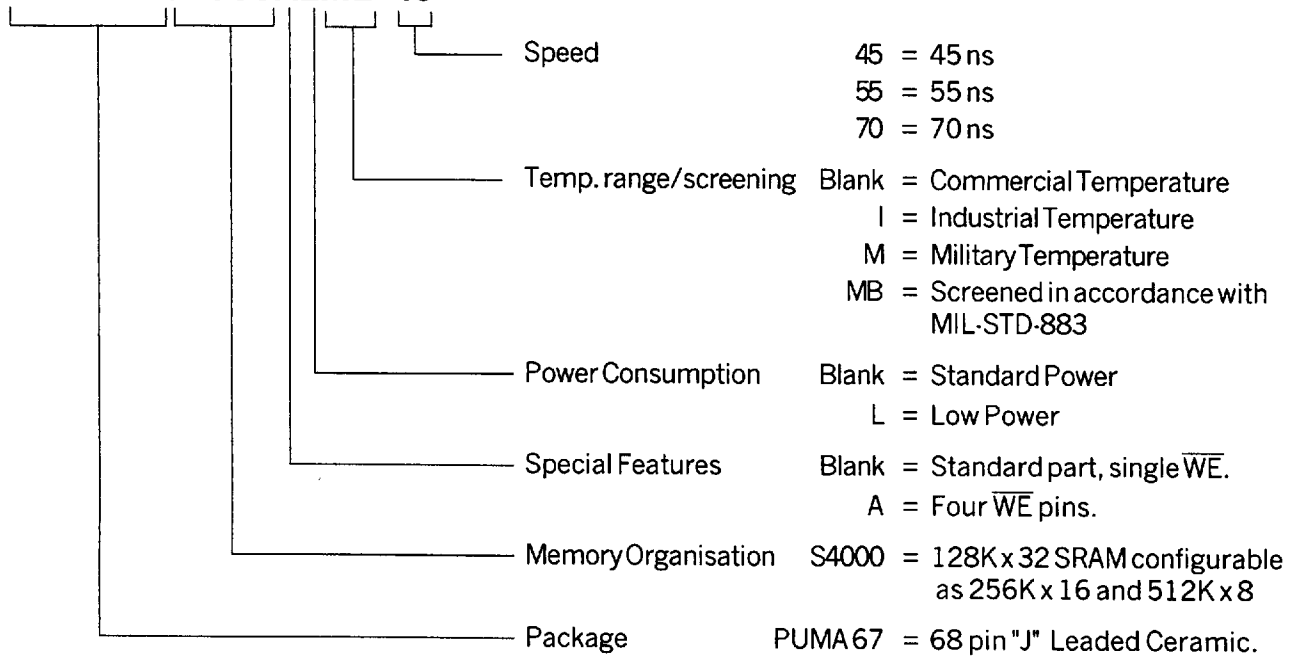 Speed 45 = 45 ns
55 = 55 ns
70 = 70 ns
Temp. range/screening Blank = Commercial Temperature
I = Industrial Temperature
M = Military Temperature
MB = Screened in accordance with
MIL-STD-883
Power Consumption Blank = Standard Power
L = Low Power
Special Features Blank = Standard part, single W̅E̅.
A = Four W̅E̅ pins.
Memory Organisation S4000 = 128K x 32 SRAM configurable
as 256K x 16 and 512K x 8
Package PUMA 67 = 68 pin "J" Leaded Ceramic.